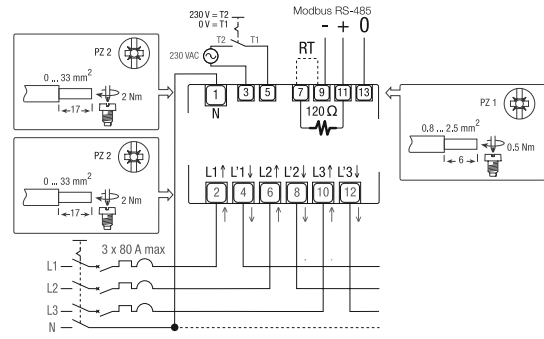 230 V = T2
0 V = T1
Modbus RS-485
- + 0
T2 T1
230 VAC
RT
PZ 2
0 ... 33 mm²
17
2 Nm
1 3 5 7 9 11 13
N
120 Ω
PZ 1
0.8 ... 2.5 mm²
6
0.5 Nm
PZ 2
0 ... 33 mm²
17
2 Nm
L1↑ L'1↓ L2↑ L'2↓ L3↑ L'3↓
2 4 6 8 10 12
3 x 80 A max
L1
L2
L3
N